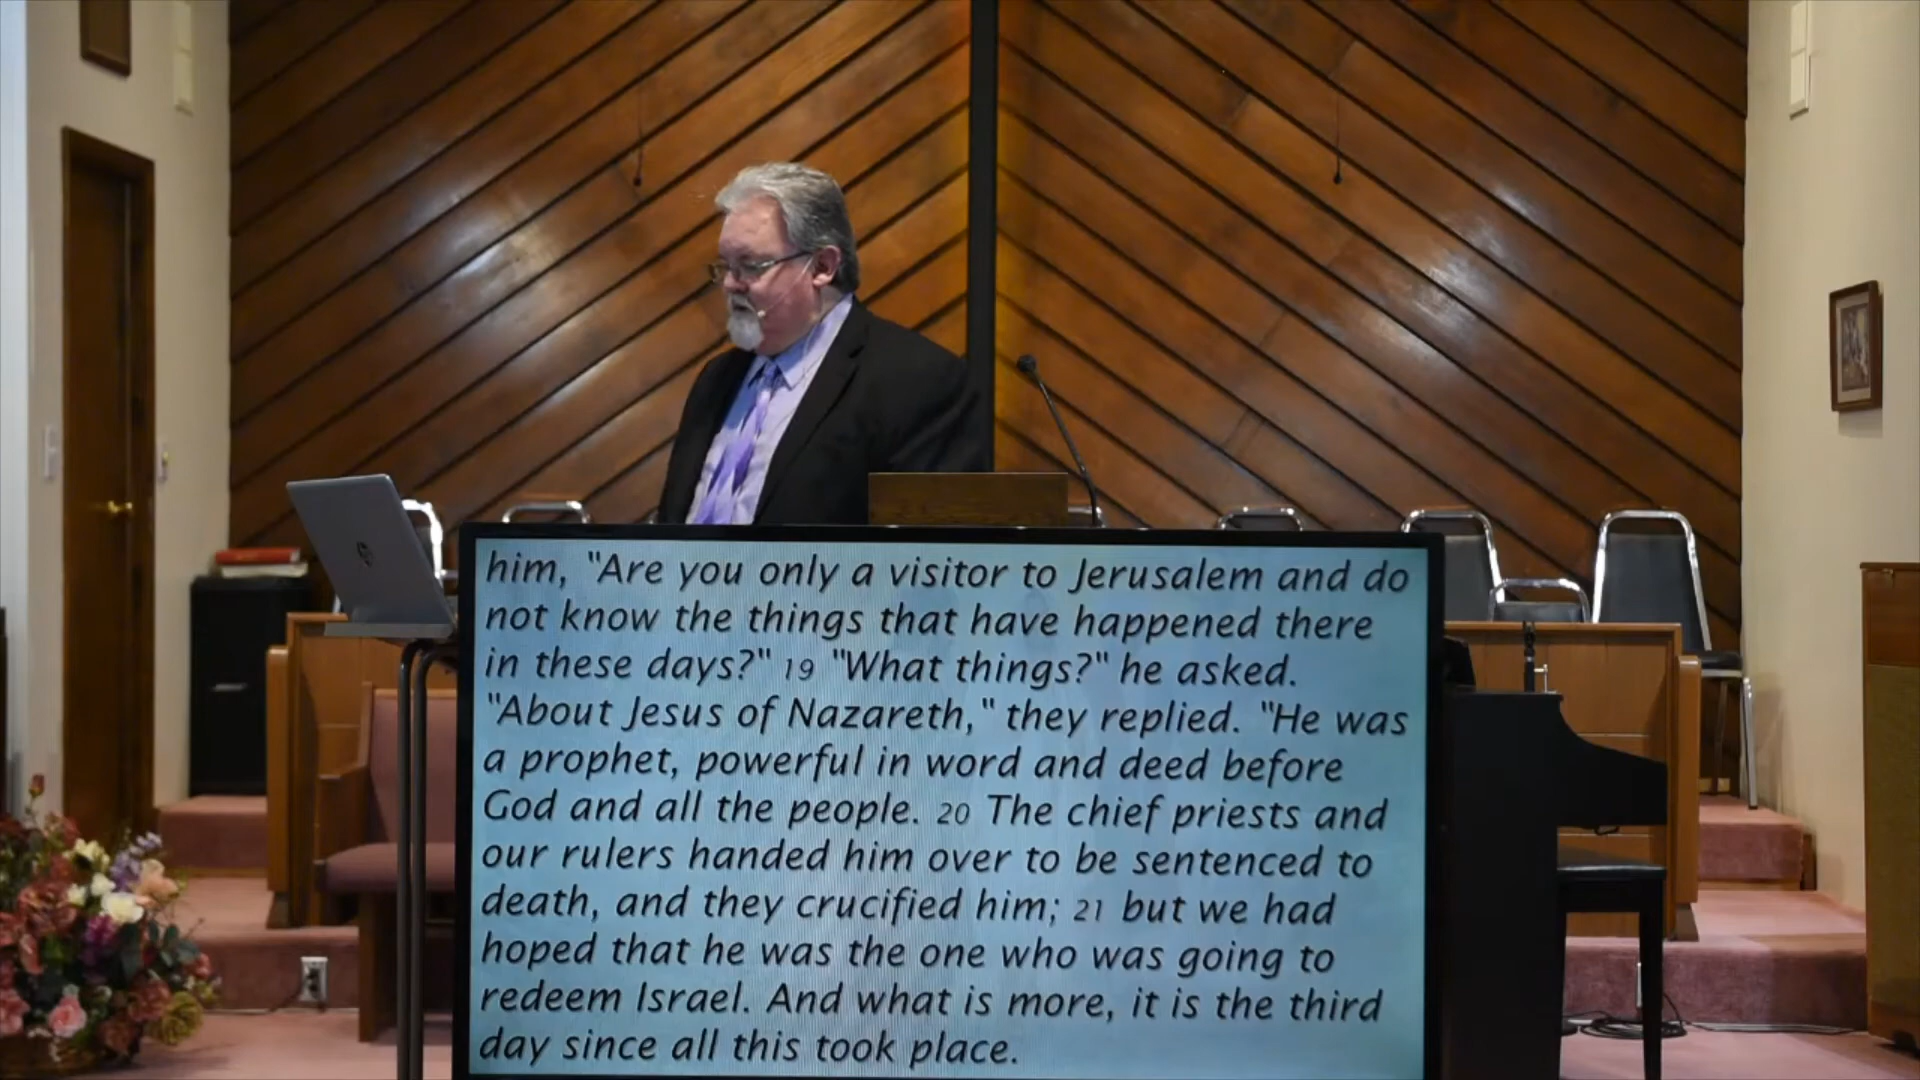 him, "Are you only a visitor to Jerusalem and do
not know the things that have happened there
in these days?" 19 "What things?" he asked.
"About Jesus of Nazareth," they replied. "He was
a prophet, powerful in word and deed before
God and all the people. 20 The chief priests and
our rulers handed him over to be sentenced to
death, and they crucified him; 21 but we had
hoped that he was the one who was going to
redeem Israel. And what is more, it is the third
day since all this took place.